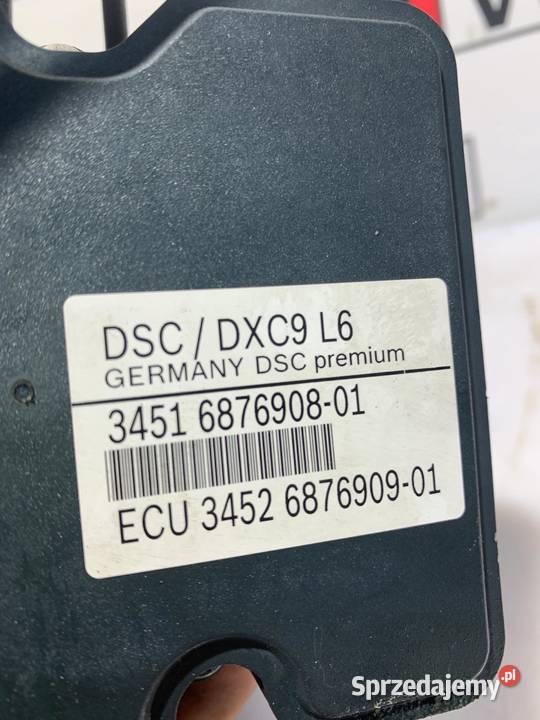 DSC / DXC9 L6
GERMANY DSC premium
3451 6876908-01
ECU 3452 6876909-01
Sprzedajemy.pl